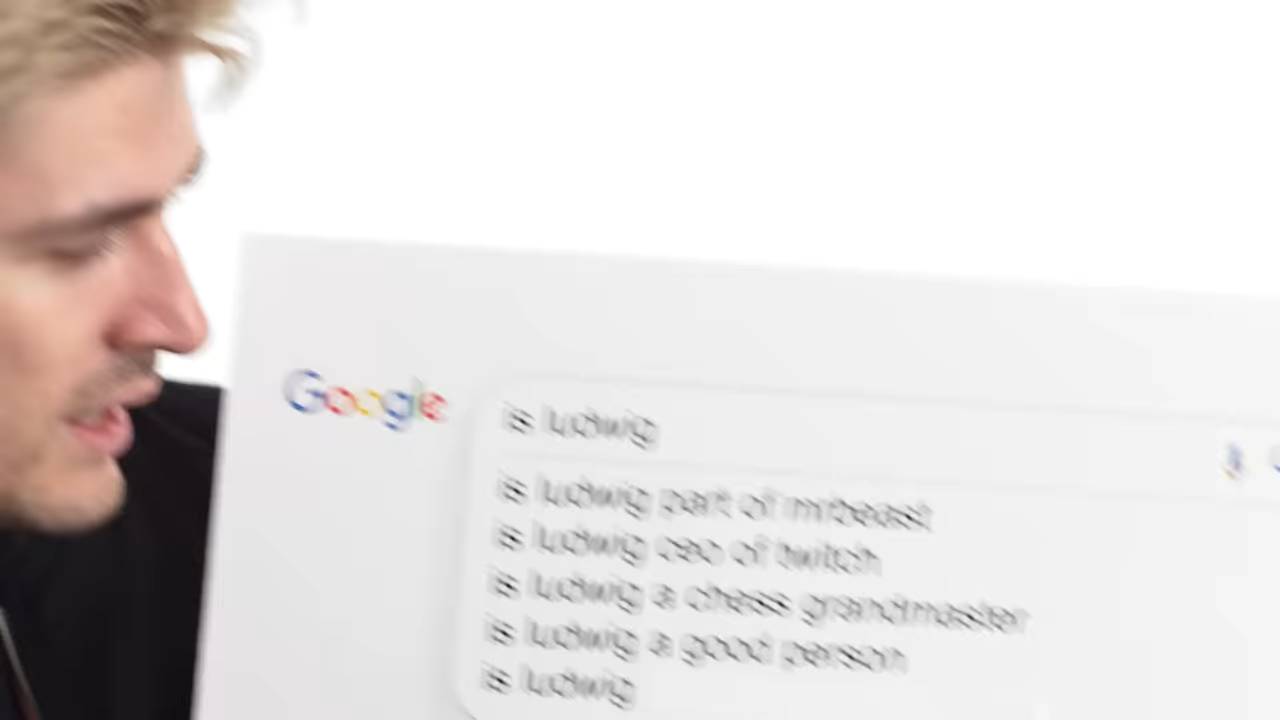 Google
is ludwig
is ludwig part of mrbeast
is ludwig ceo of twitch
is ludwig a chess grandmaster
is ludwig a good person
is ludwig